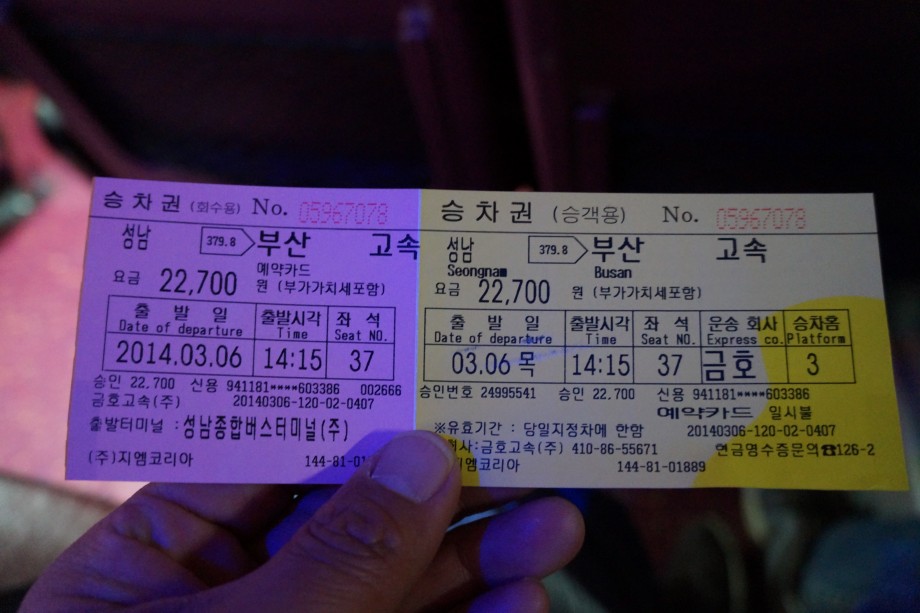 승차권 (회수용) No. 05967078
성남 379.8 부산 고속
예약카드
요금 22,700 원 (부가가치세포함)
출 발 일 출발시각 좌 석
Date of departure Time Seat NO.
2014.03.06 14:15 37
승인 22,700 신용 941181****603386 002666
금호고속(주) 20140306-120-02-0407
출발터미널 : 성남종합버스터미널(주)
(주)지엠코리아 144-81-01
승차권 (승객용) No. 05967078
성남 379.8 부산 고속
Seongnam Busan
요금 22,700 원 (부가가치세포함)
출 발 일 출발시각 좌 석 운송 회사 승차홈
Date of departure Time Seat NO. Express co. Platform
03.06 목 14:15 37 금호 3
승인번호 24995541 승인 22,700 신용 941181****603386
예약카드 일시불
※유효기간 : 당일지정차에 한함 20140306-120-02-0407
:금호고속(주) 410-86-55671 현금영수증문의☎126-2
지엠코리아 144-81-01889